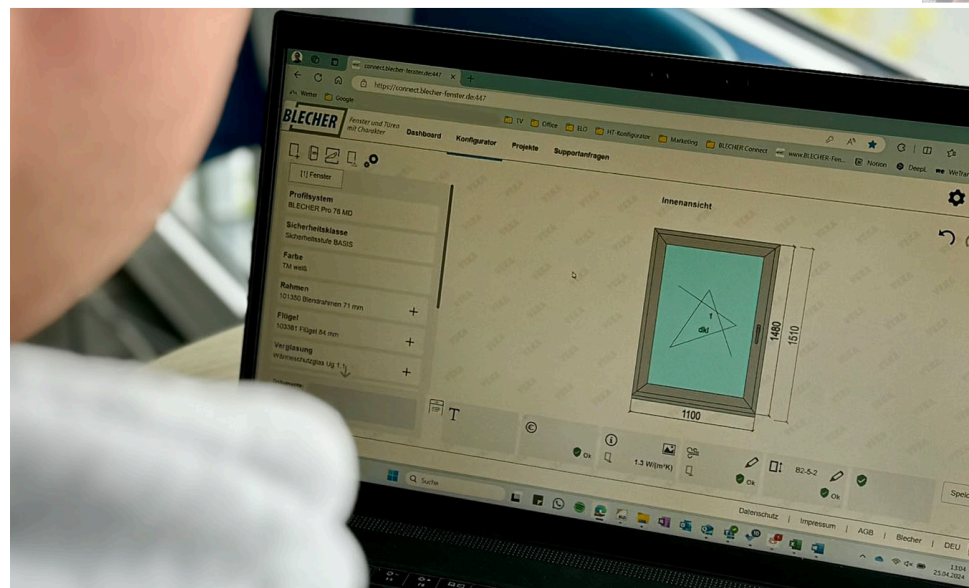 connect.blecher-fenster.de:447
https://connect.blecher-fenster.de:447
Google
TV
Office
ELO
HT-Konfigurator
Marketing
BLECHER Connect
www.BLECHER-Fen...
Notion
DeepL
WeTran
BLECHER
Fenster und Türen
mit Charakter
Dashboard
Konfigurator
Projekte
Supportanfragen
[1] Fenster
Innenansicht
Profilsystem
BLECHER Pro 76 MD
Sicherheitsklasse
Sicherheitsstufe BASIS
Farbe
TM weiß
Rahmen
101350 Blendrahmen 71 mm
Flügel
103381 Flügel 84 mm
Verglasung
Wärmeschutzglas Ug 1.1
1
dkl
1480
1510
1100
Ok
1.3 W/(m²K)
Ok
B2-5-2
Ok
Speic
Datenschutz | Impressum | AGB | Blecher | DEU
Suche
13:04
25.04.2024